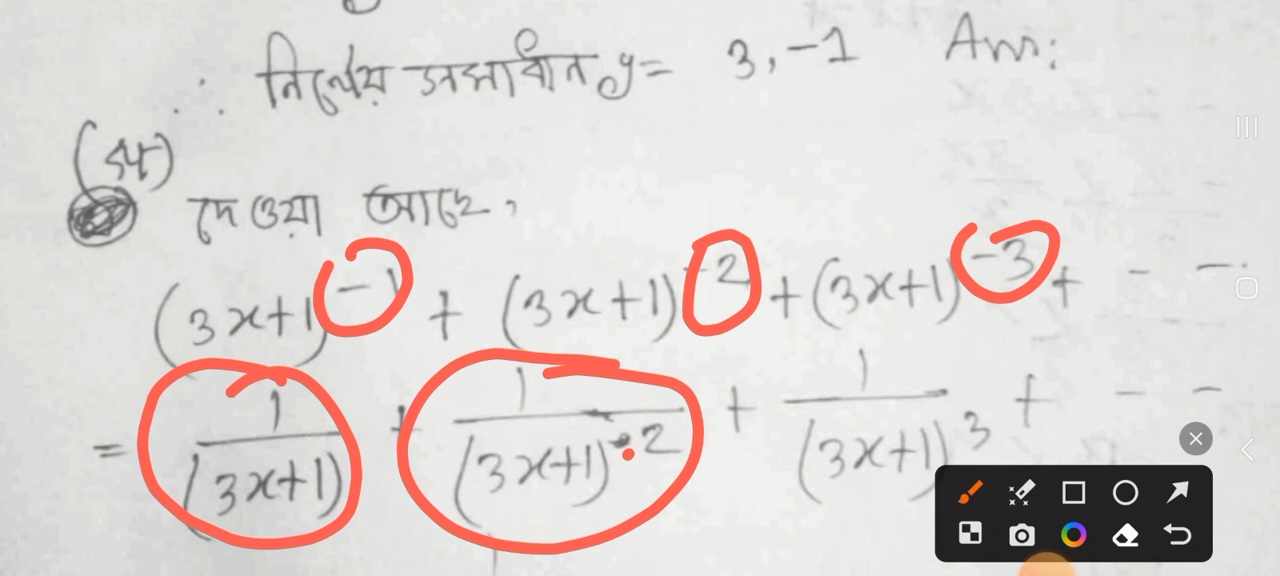 ∴ নির্ণেয় সমাধান y = 3, -1 Ans:
দেওয়া আছে,
(3x+1)^-1 + (3x+1)^-2 + (3x+1)^-3 + - -
= 1/(3x+1) + 1/(3x+1)^2 + 1/(3x+1)^3 + - -